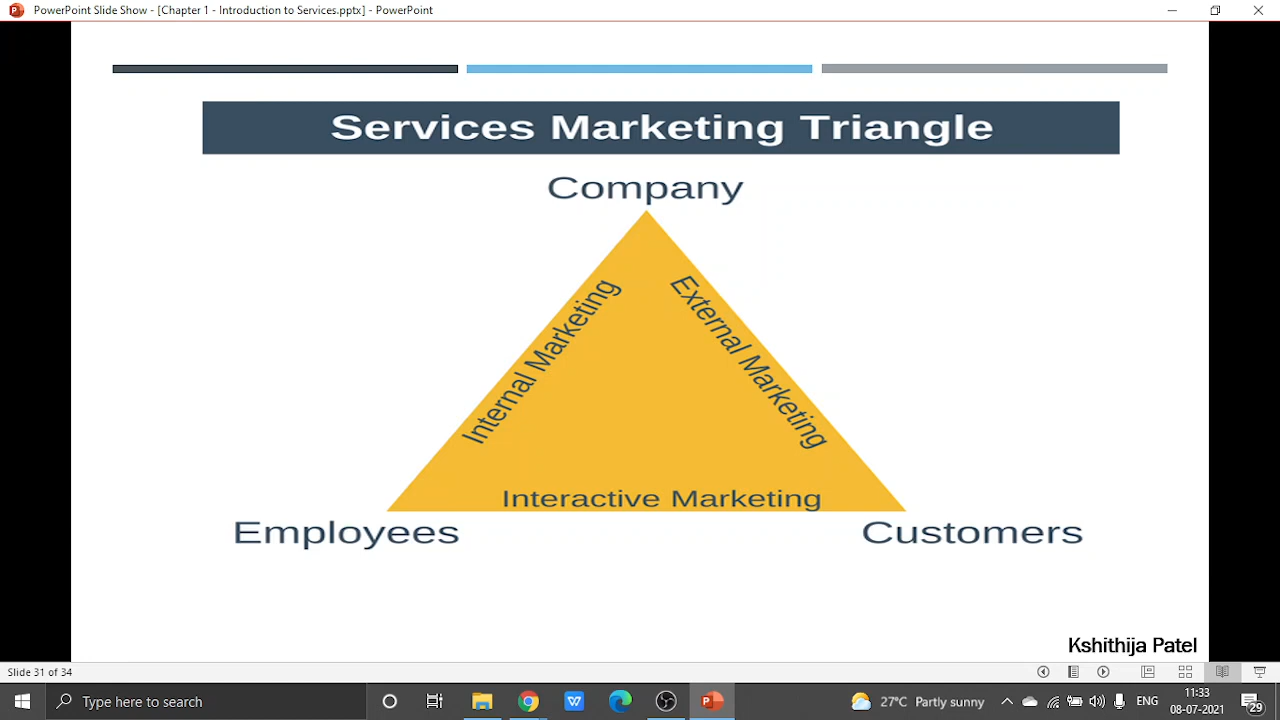 PowerPoint Slide Show - [Chapter 1 - Introduction to Services.pptx] - PowerPoint
Services Marketing Triangle
Company
Internal Marketing
External Marketing
Interactive Marketing
Employees
Customers
Kshithija Patel
Slide 31 of 34
Type here to search
27°C Partly sunny
ENG
11:33
08-07-2021
29